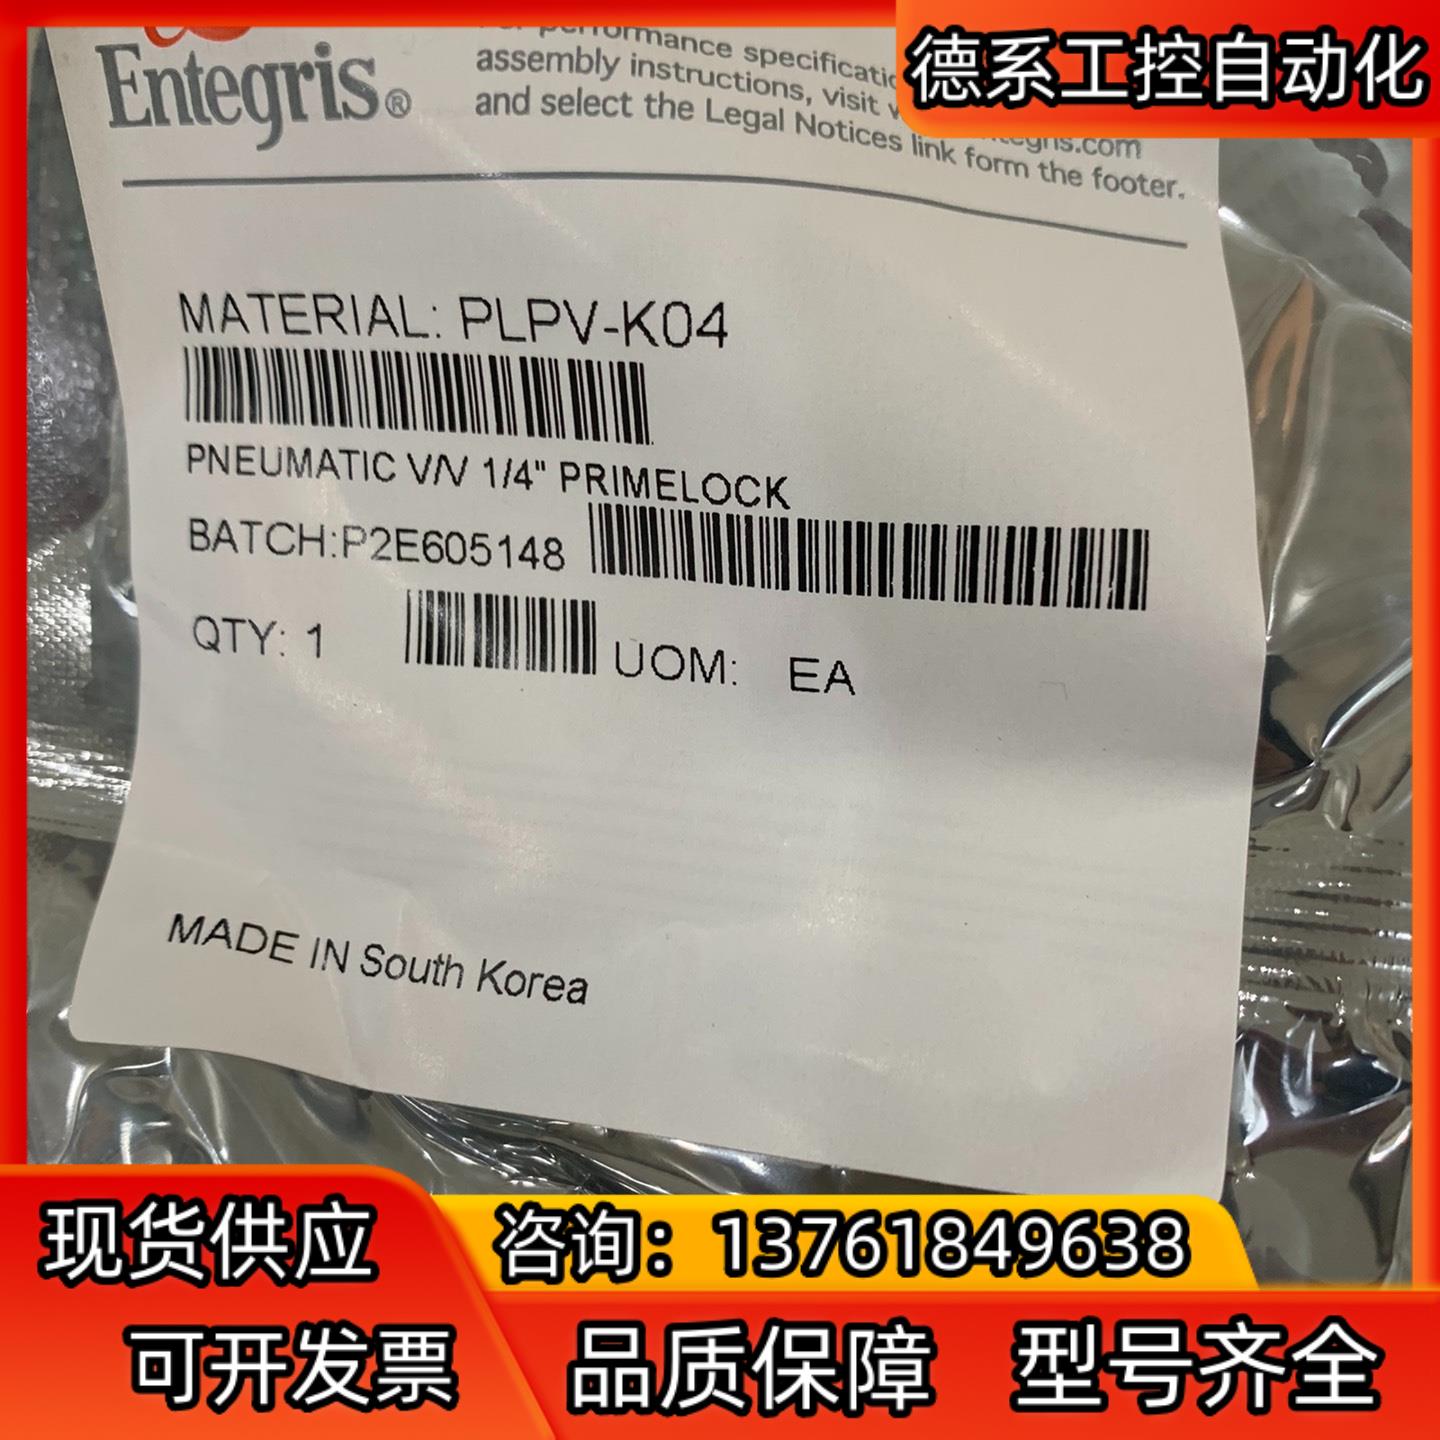 德系工控自动化
Entegris®
performance specificatio
assembly instructions, visit
and select the Legal Notices link form the footer.
MATERIAL: PLPV-K04
PNEUMATIC V/V 1/4" PRIMELOCK
BATCH:P2E605148
QTY: 1 UOM: EA
MADE IN South Korea
现货供应
咨询：13761849638
可开发票
品质保障 型号齐全